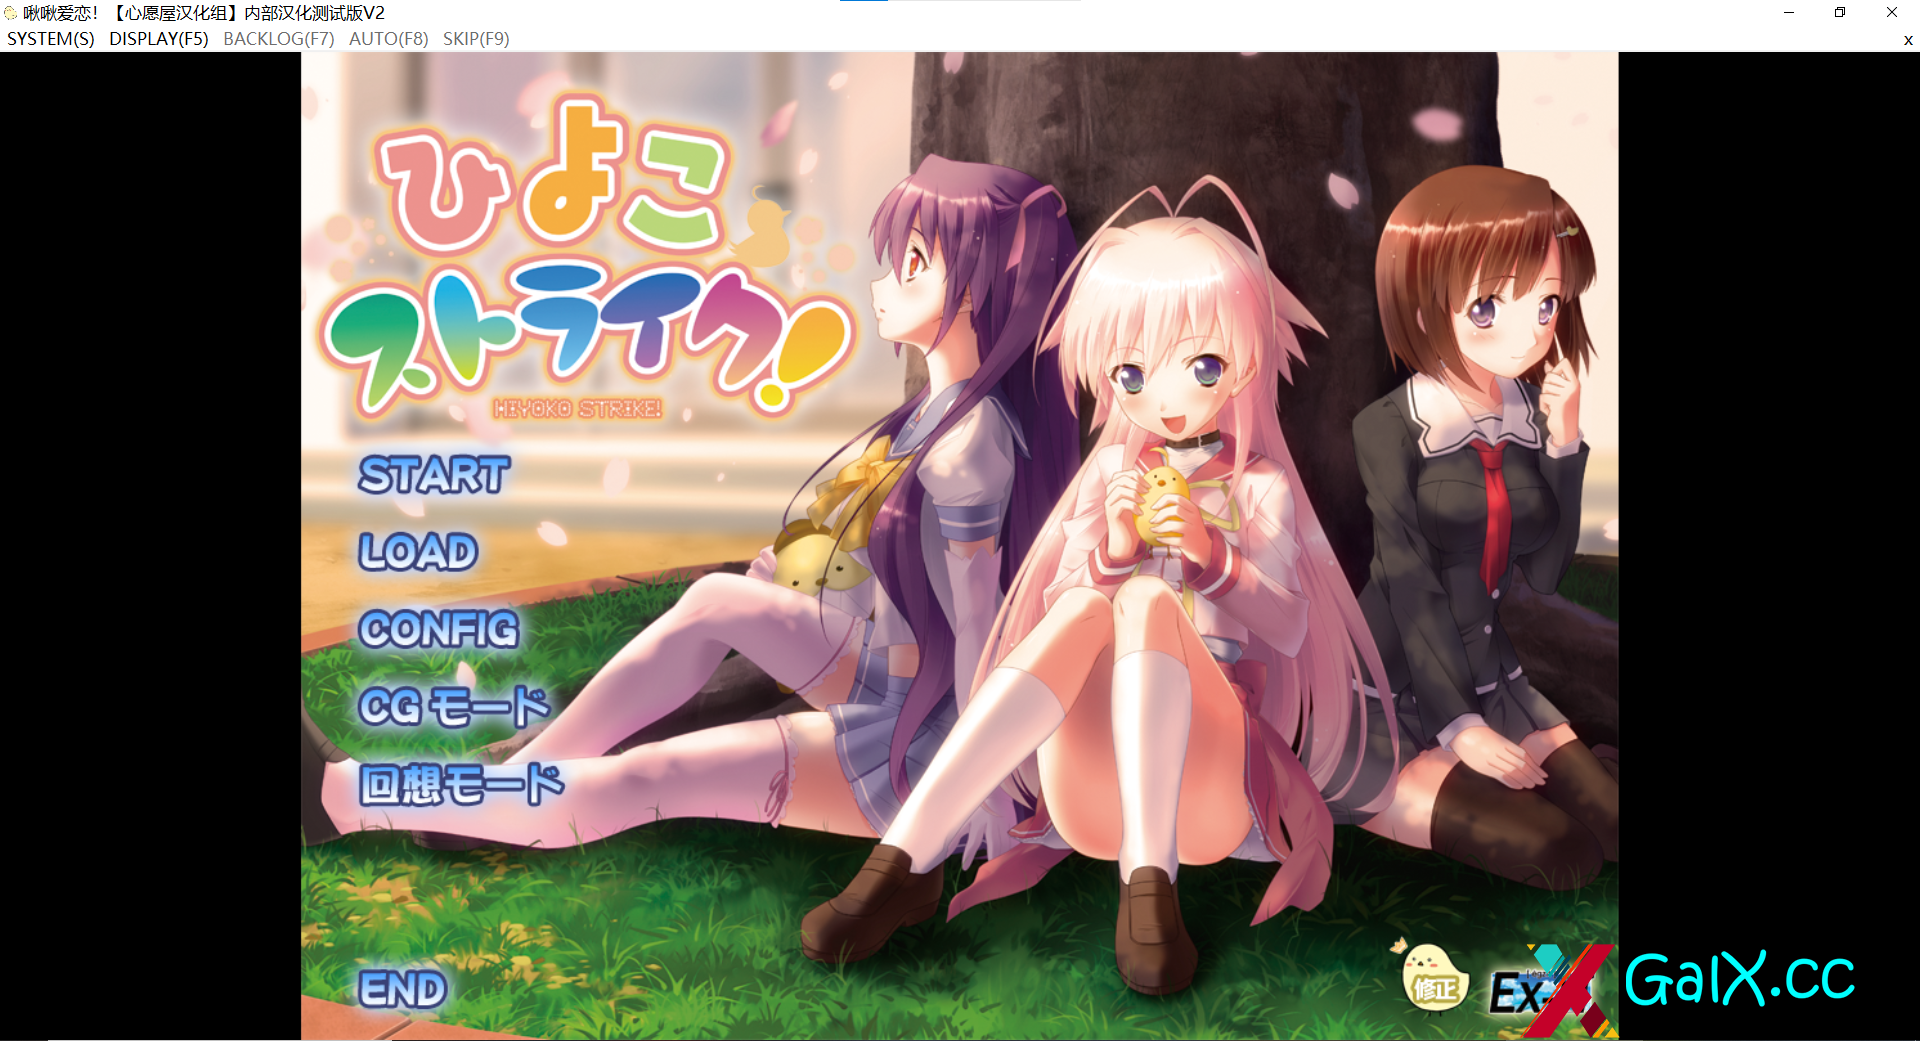 啾啾爱恋！【心愿屋汉化组】内部汉化测试版V2
SYSTEM(S) DISPLAY(F5) BACKLOG(F7) AUTO(F8) SKIP(F9)
x
ひよこ
ストライク!
HIYOKO STRIKE!
START
LOAD
CONFIG
CG モード
回想モード
END
修正
Ex
GalX.cc